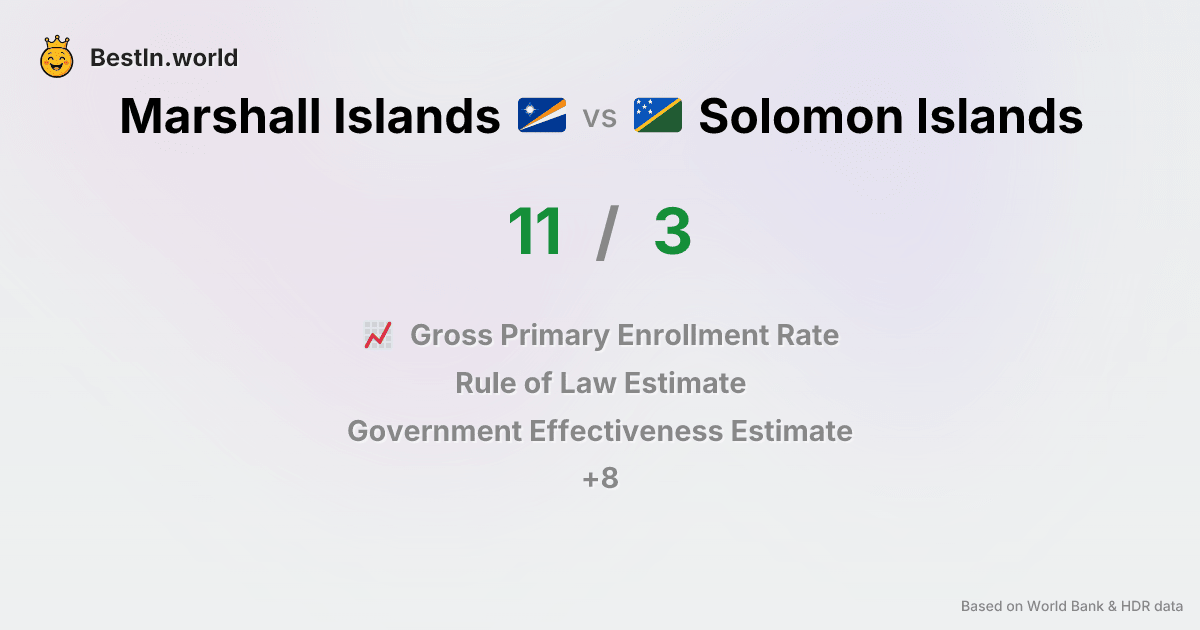 BestIn.world
Marshall Islands vs Solomon Islands
11 / 3
Gross Primary Enrollment Rate
Rule of Law Estimate
Government Effectiveness Estimate
+8
Based on World Bank & HDR data